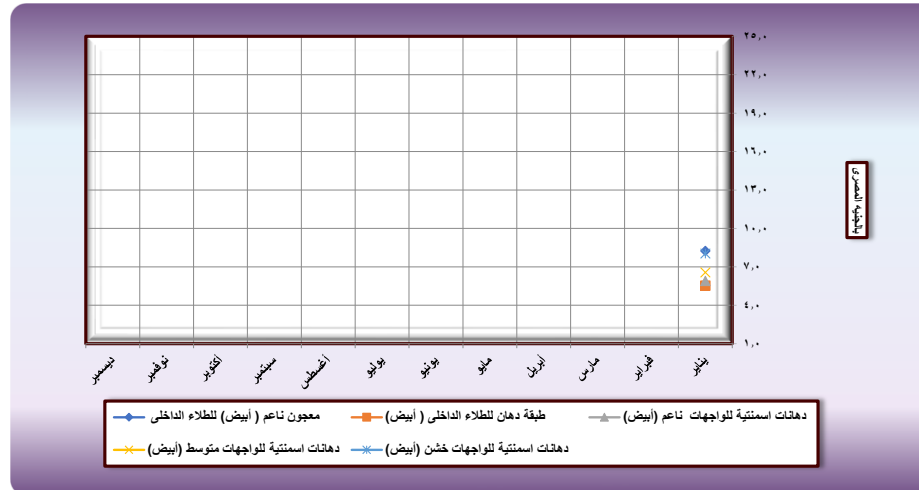 ٢٥,٠
٢٢,٠
١٩,٠
١٦,٠
١٣,٠
١٠,٠
٧,٠
٤,٠
١,٠
بالجنيه المصرى
يناير
فبراير
مارس
أبريل
مايو
يونيو
يوليو
أغسطس
سبتمبر
أكتوبر
نوفمبر
ديسمبر
دهانات اسمنتية للواجهات ناعم (أبيض)
طبقة دهان للطلاء الداخلى ( أبيض)
معجون ناعم ( أبيض) للطلاء الداخلى
دهانات اسمنتية للواجهات خشن (أبيض)
دهانات اسمنتية للواجهات متوسط (أبيض)